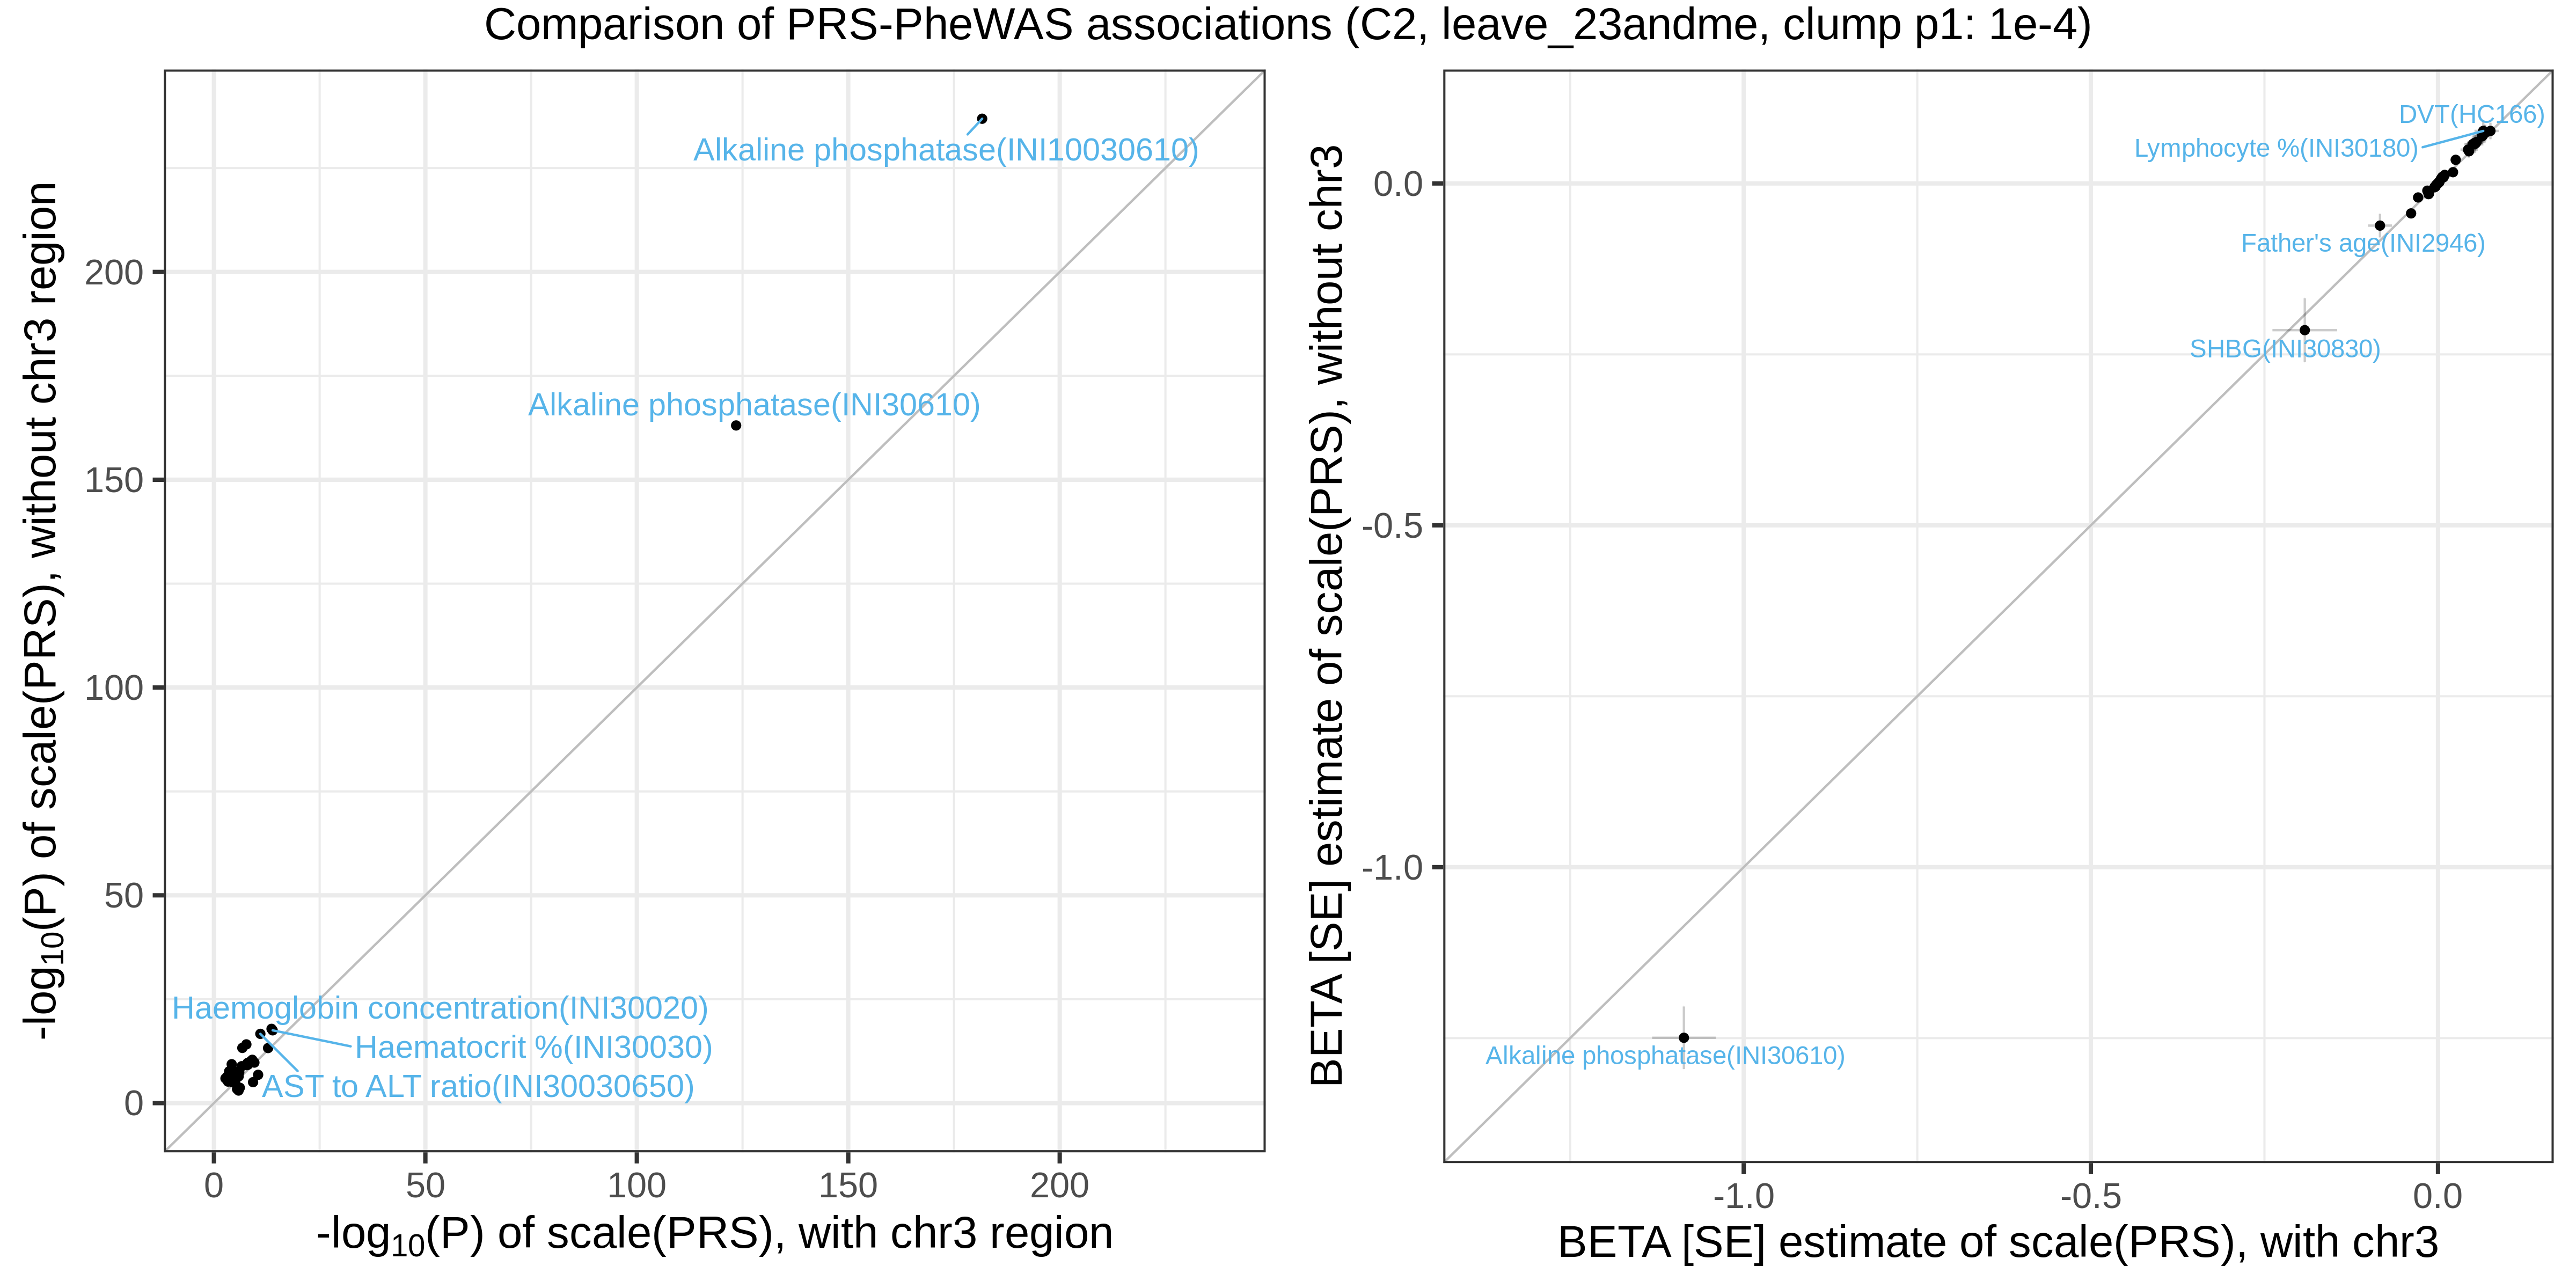 Comparison of PRS-PheWAS associations (C2, leave_23andme, clump p1: 1e-4)
-log10(P) of scale(PRS), without chr3 region
200
150
100
50
0
Alkaline phosphatase(INI10030610)
Alkaline phosphatase(INI30610)
Haemoglobin concentration(INI30020)
Haematocrit %(INI30030)
AST to ALT ratio(INI30030650)
0 50 100 150 200
-log10(P) of scale(PRS), with chr3 region
BETA [SE] estimate of scale(PRS), without chr3
0.0
-0.5
-1.0
DVT(HC166)
Lymphocyte %(INI30180)
Father's age(INI2946)
SHBG(INI30830)
Alkaline phosphatase(INI30610)
-1.0 -0.5 0.0
BETA [SE] estimate of scale(PRS), with chr3